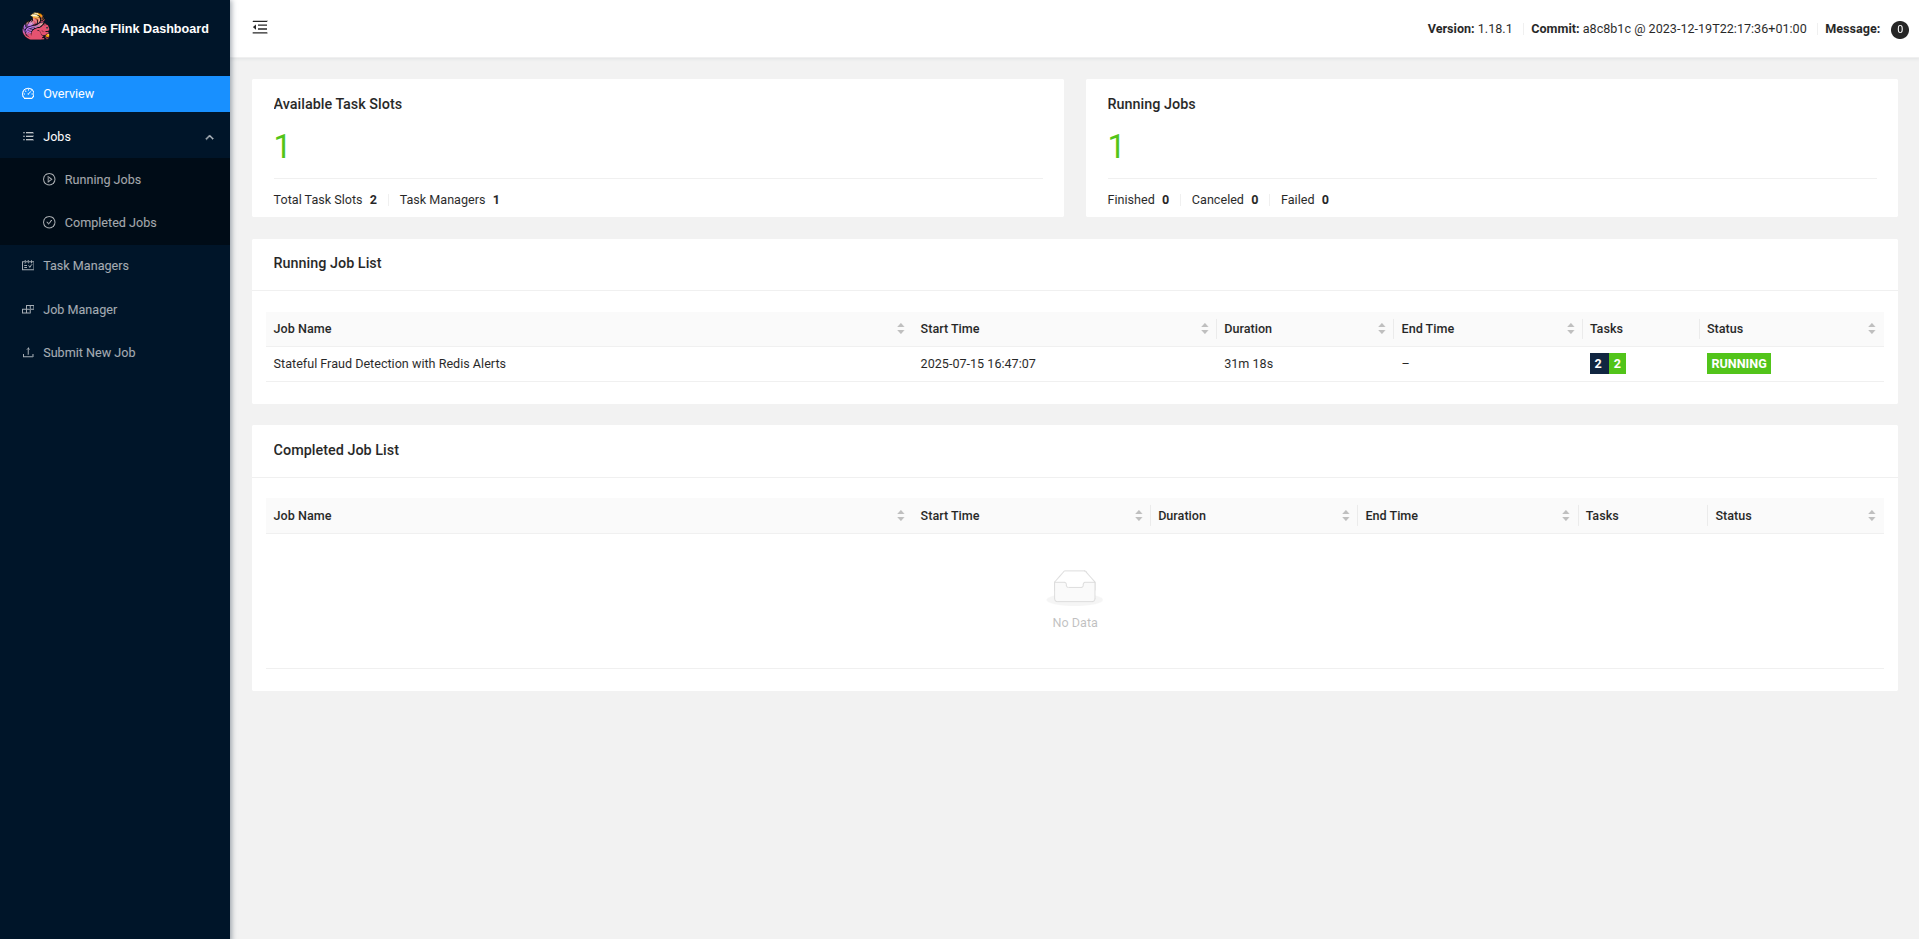 Apache Flink Dashboard
Version: 1.18.1 Commit: a8c8b1c @ 2023-12-19T22:17:36+01:00 Message: 0
Overview
Jobs
Running Jobs
Completed Jobs
Task Managers
Job Manager
Submit New Job
Available Task Slots
1
Total Task Slots 2 Task Managers 1
Running Jobs
1
Finished 0 Canceled 0 Failed 0
Running Job List
Job Name Start Time Duration End Time Tasks Status
Stateful Fraud Detection with Redis Alerts 2025-07-15 16:47:07 31m 18s – 2 2 RUNNING
Completed Job List
Job Name Start Time Duration End Time Tasks Status
No Data